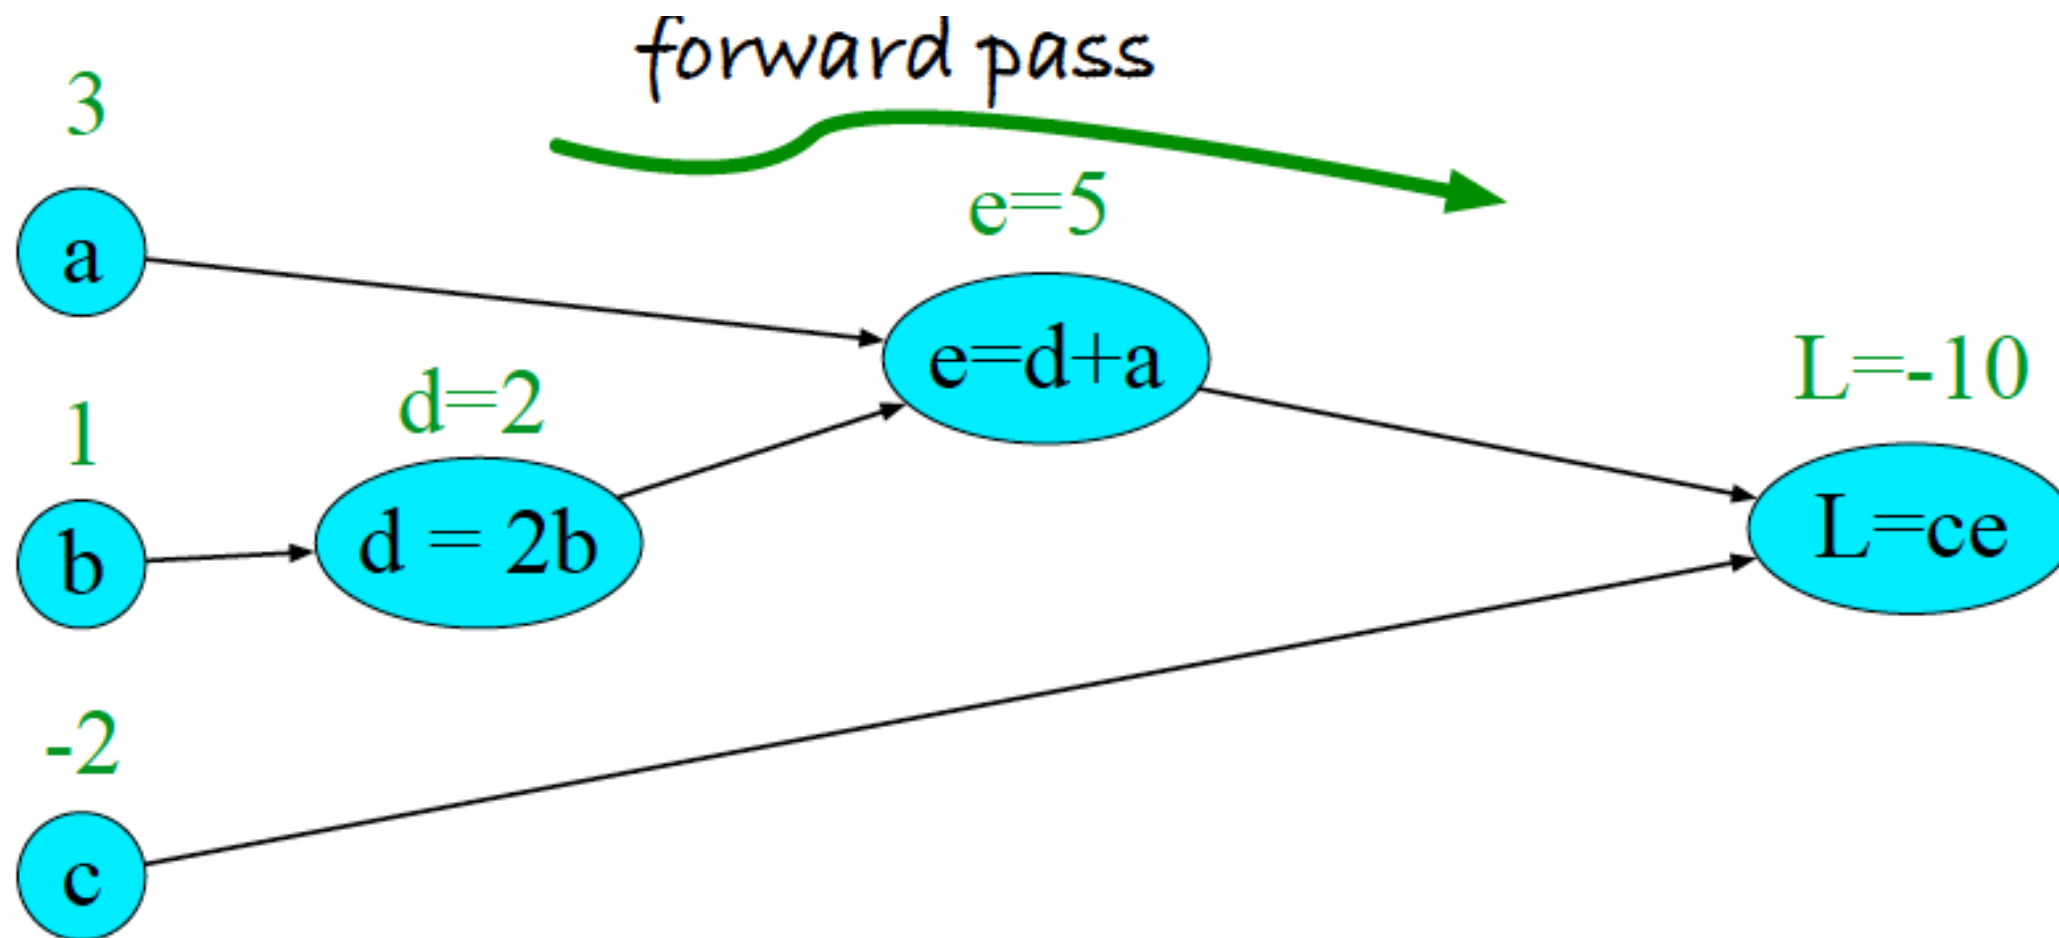 forward pass
3
a
e=5
e=d+a
L=-10
L=ce
1
b
d=2
d = 2b
-2
c